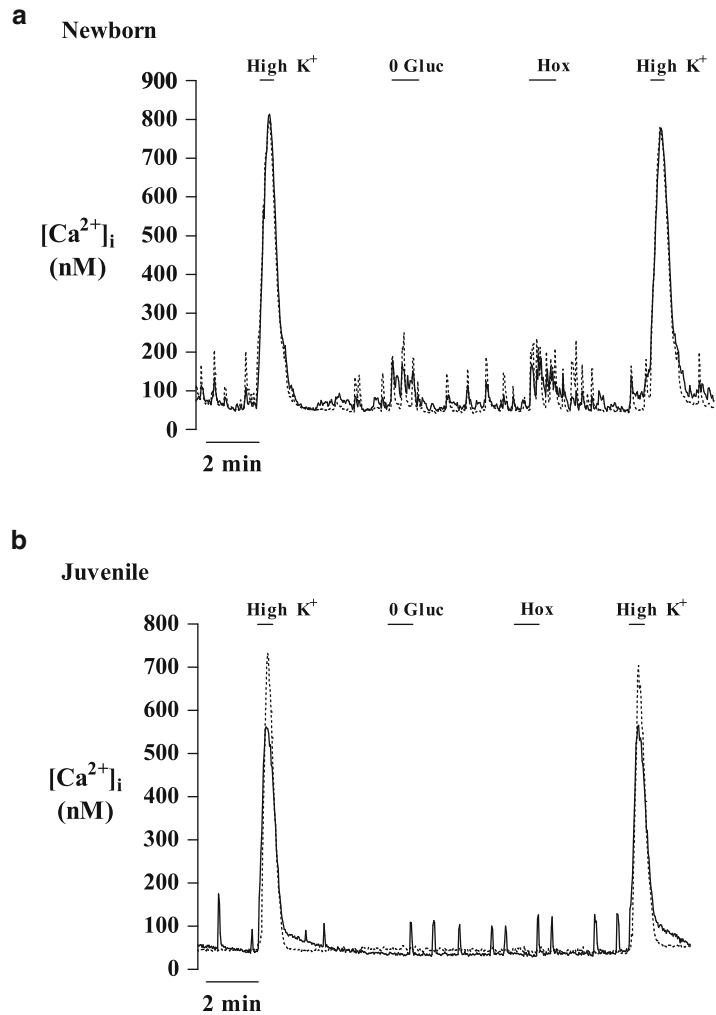 a
Newborn
High K+ 0 Gluc Hox High K+
900
800
700
600
500
400
300
200
100
0
[Ca2+]i
(nM)
2 min
b
Juvenile
High K+ 0 Gluc Hox High K+
800
700
600
500
400
300
200
100
0
[Ca2+]i
(nM)
2 min